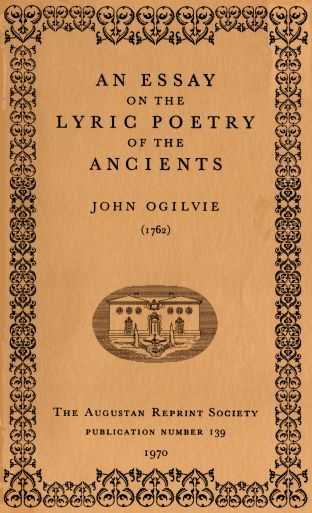 AN ESSAY
ON THE
LYRIC POETRY
OF THE
ANCIENTS
JOHN OGILVIE
(1762)
THE AUGUSTAN REPRINT SOCIETY
PUBLICATION NUMBER 139
1970